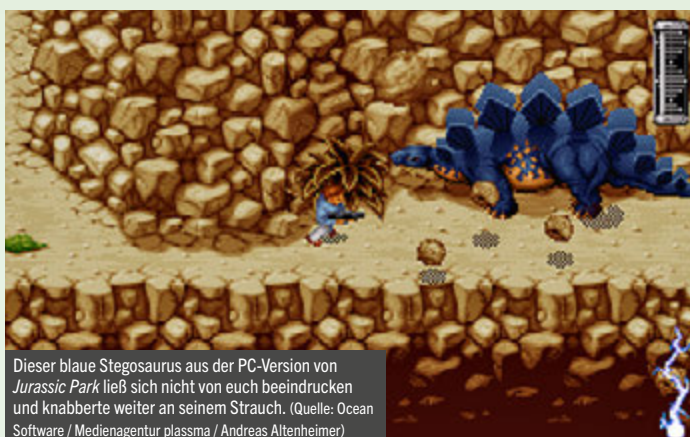 Dieser blaue Stegosaurus aus der PC-Version von
Jurassic Park ließ sich nicht von euch beeindrucken
und knabberte weiter an seinem Strauch. (Quelle: Ocean
Software / Medienagentur plassma / Andreas Altenheimer)